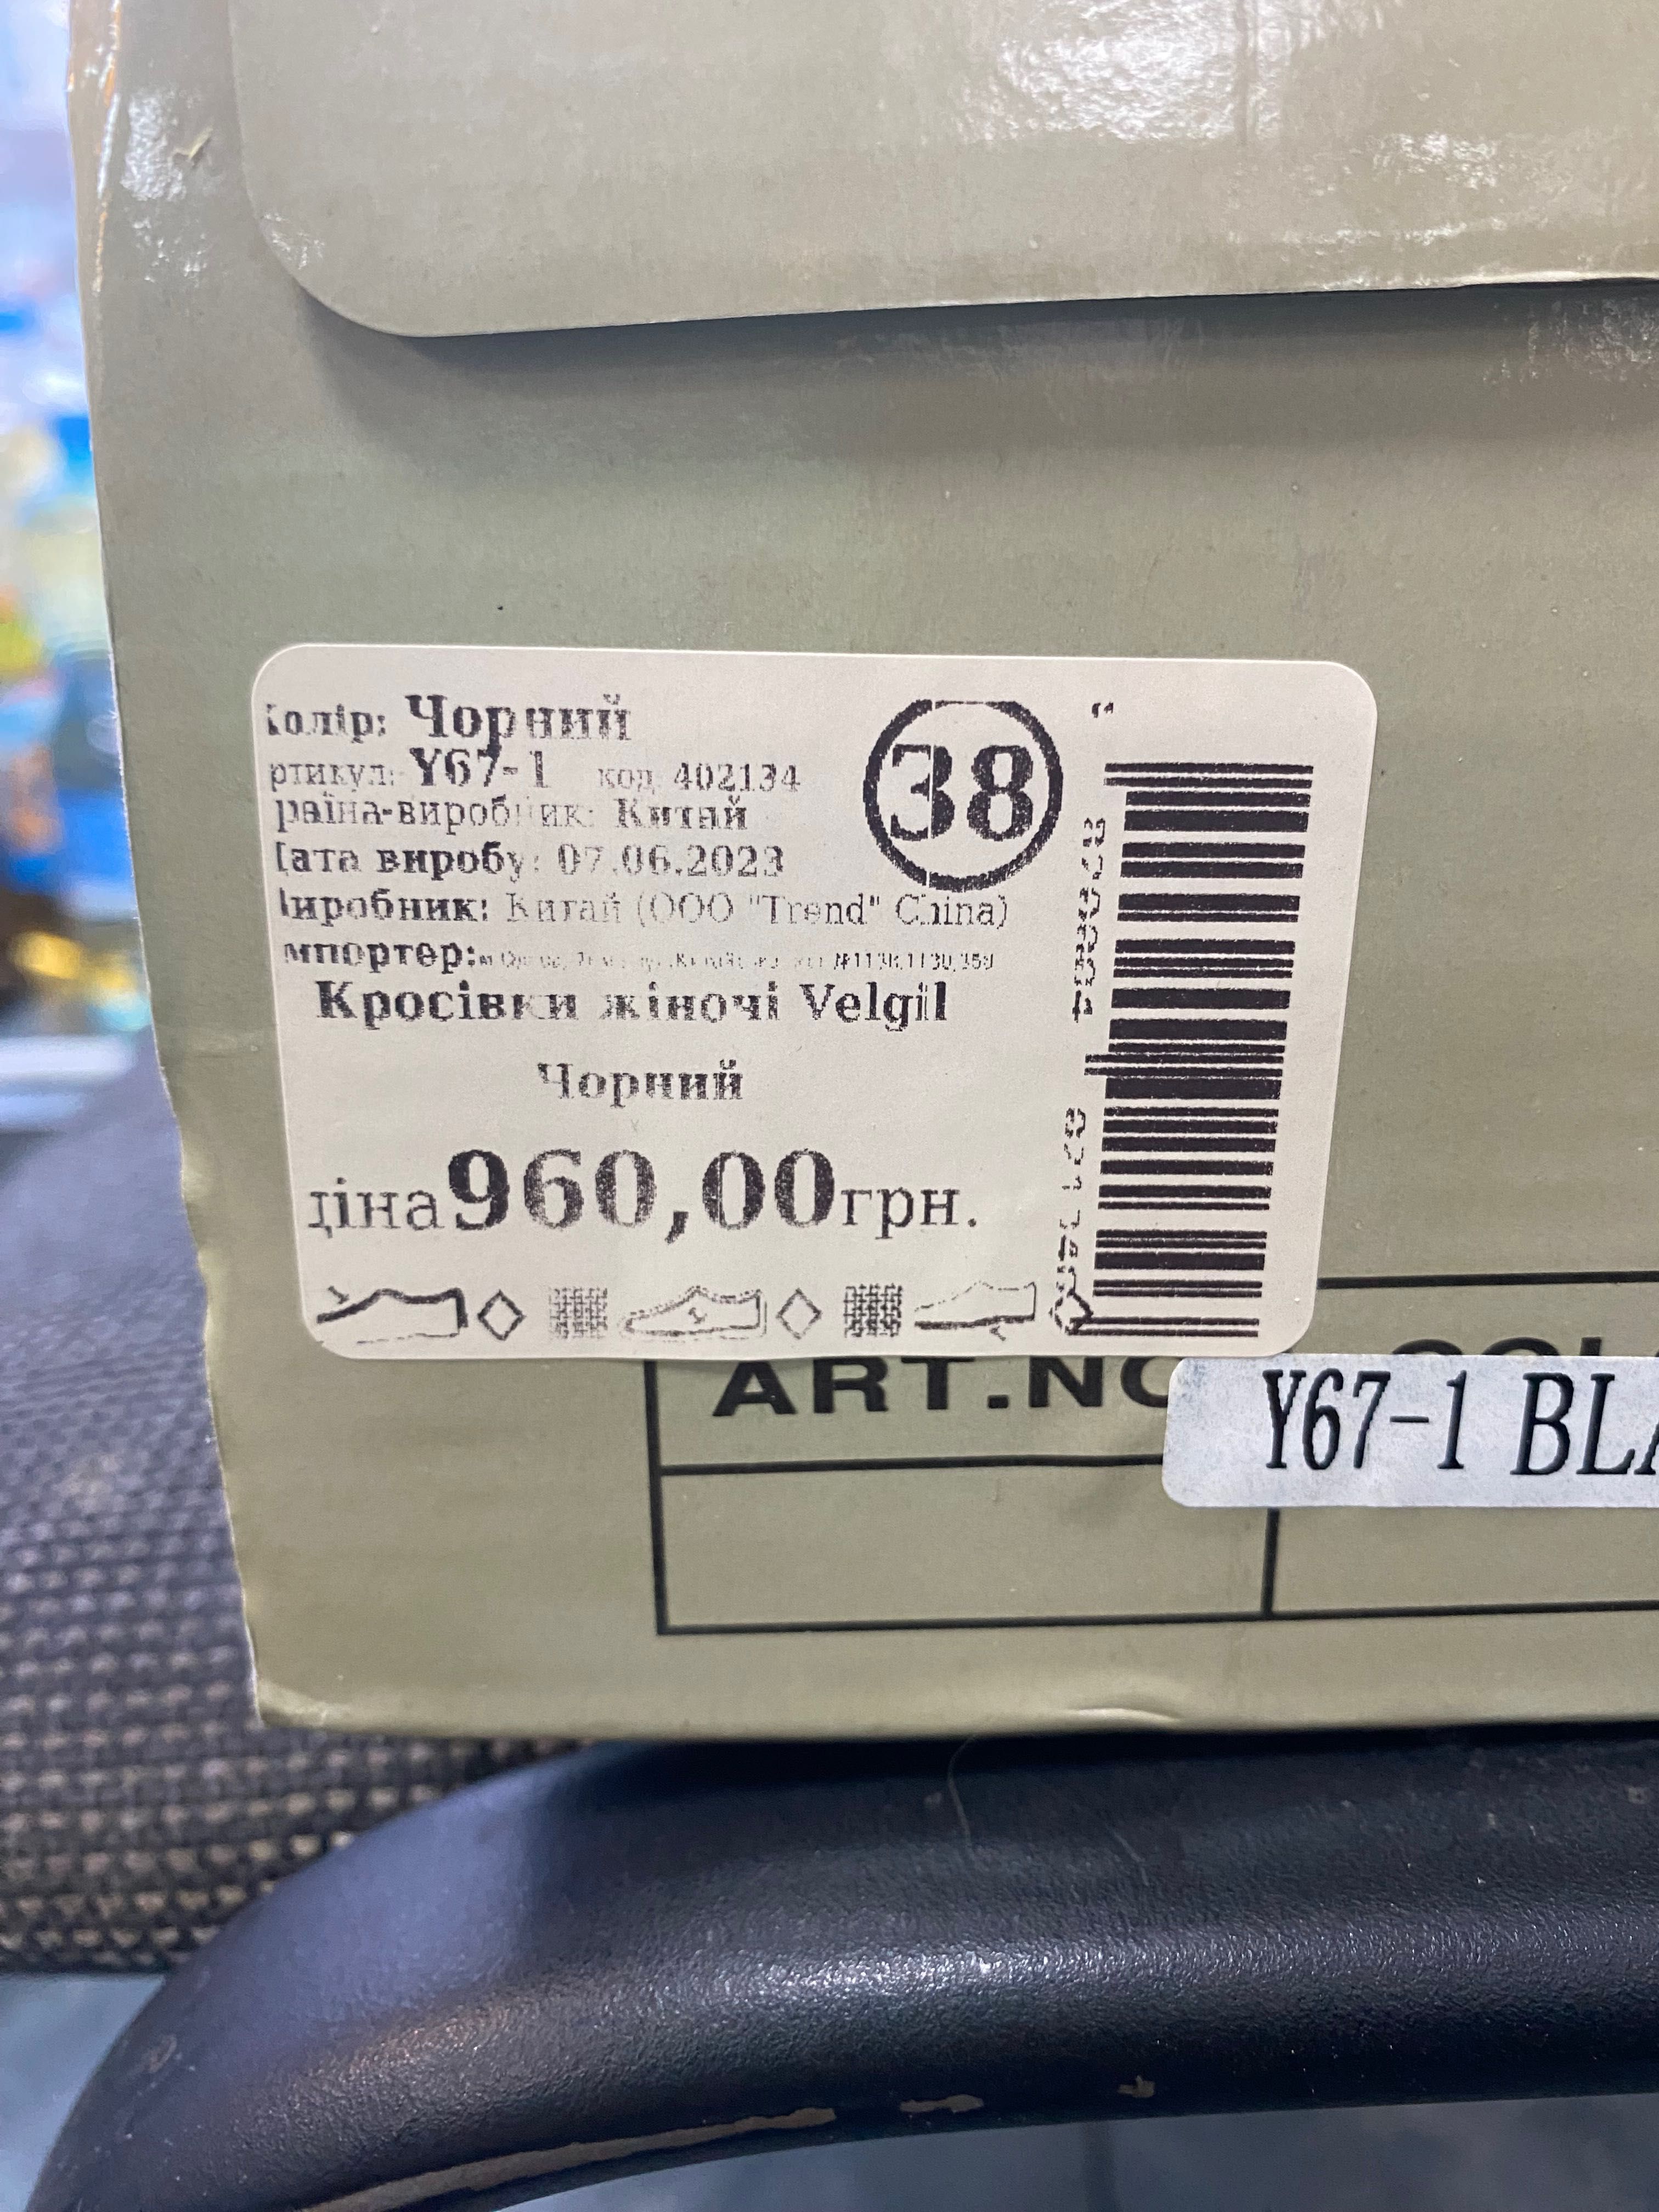 колір: Чорний
ртикул: Y67-1 код 402134
раїна-виробник: Китай
ата виробу: 07.06.2023
иробник: Китай (ООО "Trend" China)
мпортер:
38
Кросівки жіночі Velgil
Чорний
ціна 960,00 грн.
ART.NO
Y67-1 BLA